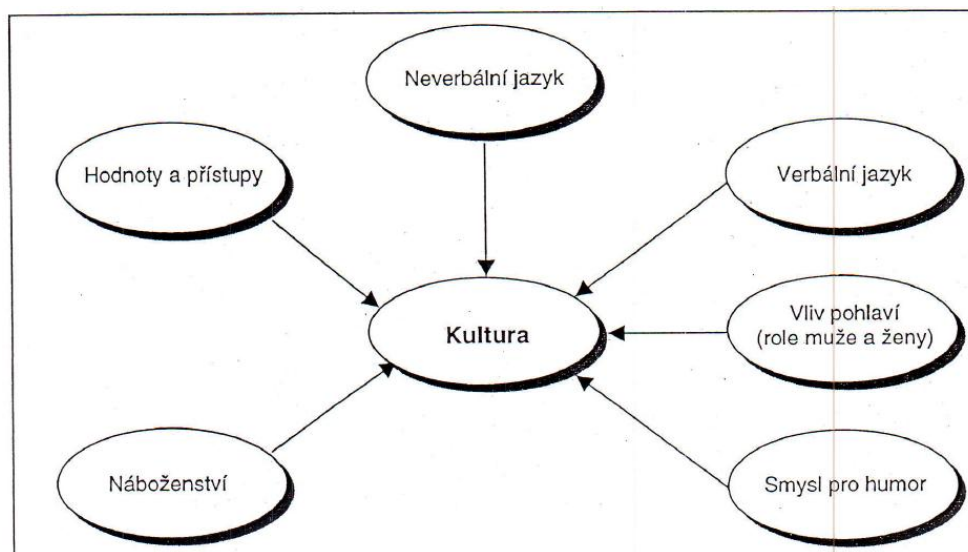 Neverbální jazyk
Hodnoty a přístupy
Verbální jazyk
Kultura
Vliv pohlaví
(role muže a ženy)
Náboženství
Smysl pro humor